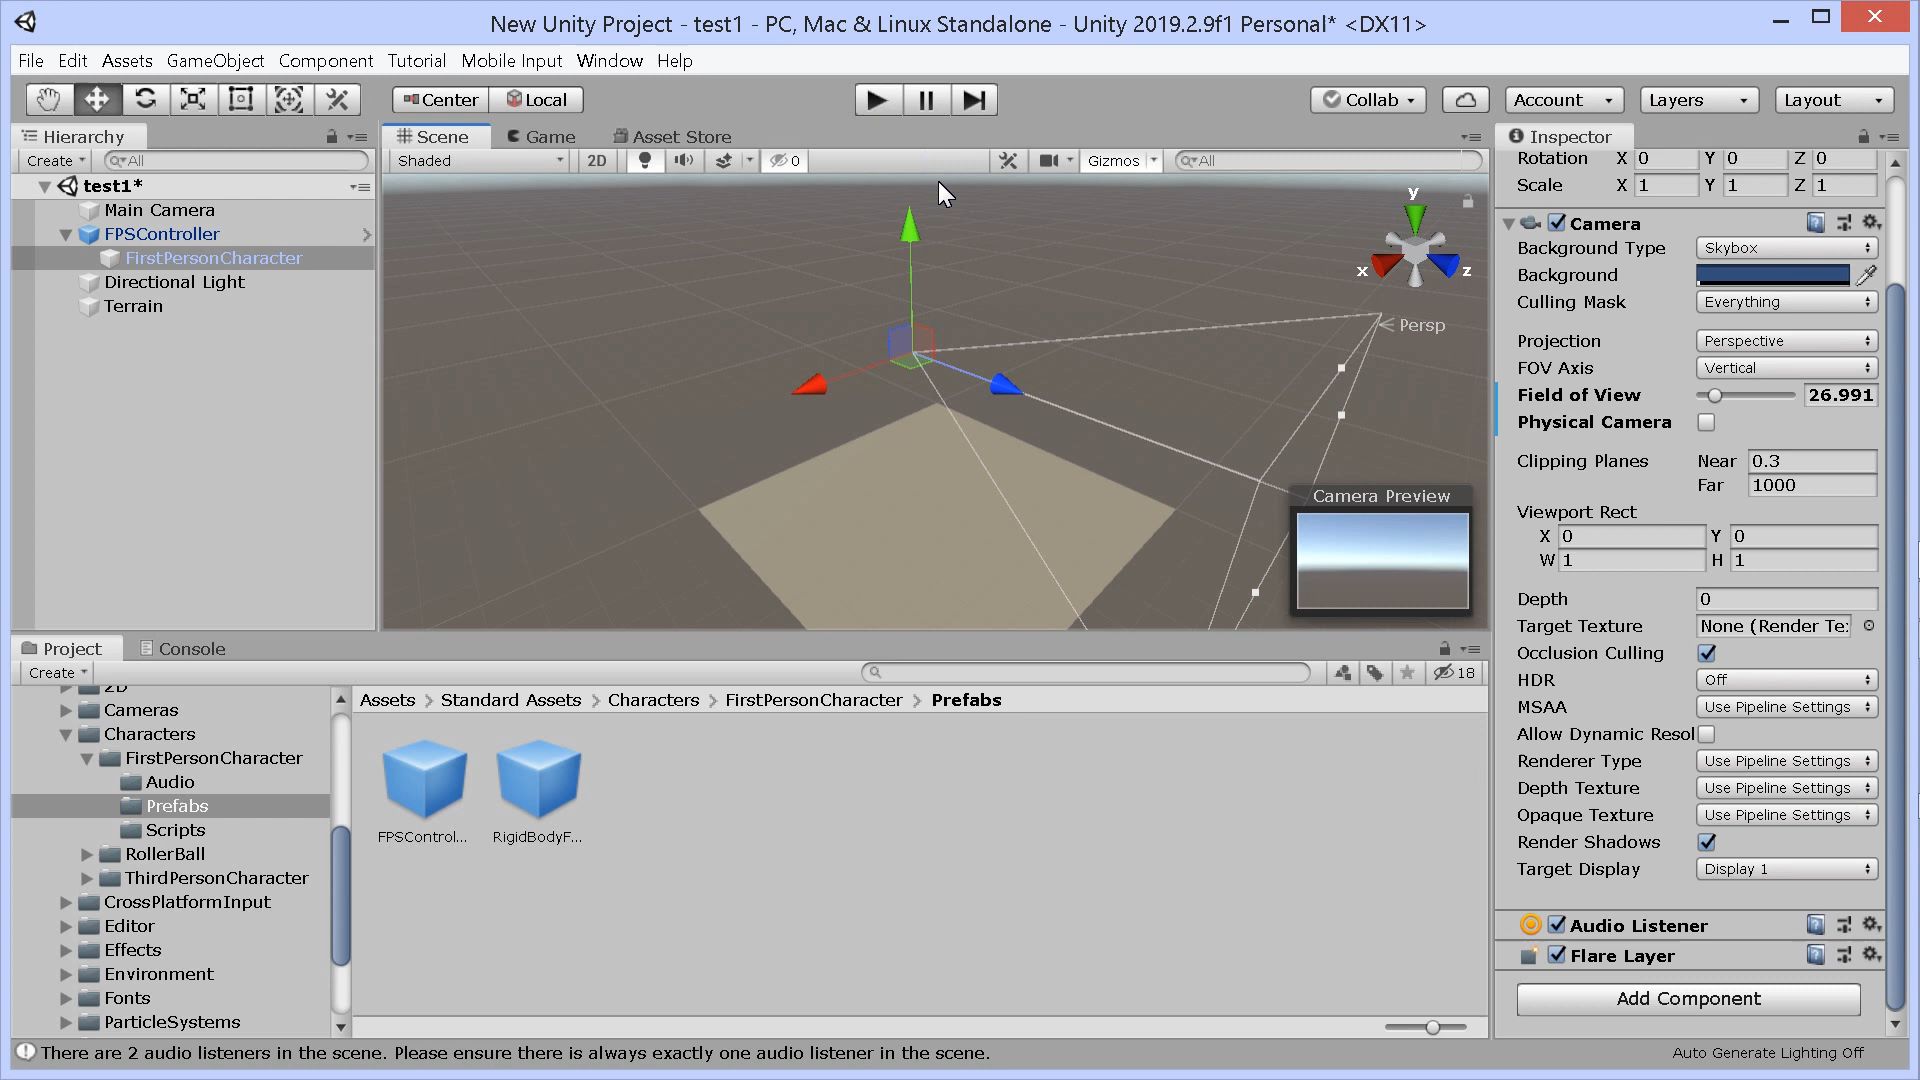 New Unity Project - test1 - PC, Mac & Linux Standalone - Unity 2019.2.9f1 Personal* <DX11>
File Edit Assets GameObject Component Tutorial Mobile Input Window Help
Center Local Collab Account Layers Layout
Hierarchy
Create All
test1*
Main Camera
FPSController
FirstPersonCharacter
Directional Light
Terrain
Scene Game Asset Store
Shaded 2D 0 Gizmos All
y
x z
Persp
Camera Preview
Inspector
Rotation X 0 Y 0 Z 0
Scale X 1 Y 1 Z 1
Camera
Background Type Skybox
Background
Culling Mask Everything
Projection Perspective
FOV Axis Vertical
Field of View 26.991
Physical Camera
Clipping Planes Near 0.3
Far 1000
Viewport Rect
X 0 Y 0
W 1 H 1
Depth 0
Target Texture None (Render Te:
Occlusion Culling
HDR Off
MSAA Use Pipeline Settings
Allow Dynamic Resol
Renderer Type Use Pipeline Settings
Depth Texture Use Pipeline Settings
Opaque Texture Use Pipeline Settings
Render Shadows
Target Display Display 1
Audio Listener
Flare Layer
Add Component
Project Console
Create 18
2D
Cameras
Characters
FirstPersonCharacter
Audio
Prefabs
Scripts
RollerBall
ThirdPersonCharacter
CrossPlatformInput
Editor
Effects
Environment
Fonts
ParticleSystems
Assets > Standard Assets > Characters > FirstPersonCharacter > Prefabs
FPSControl... RigidBodyF...
There are 2 audio listeners in the scene. Please ensure there is always exactly one audio listener in the scene.
Auto Generate Lighting Off